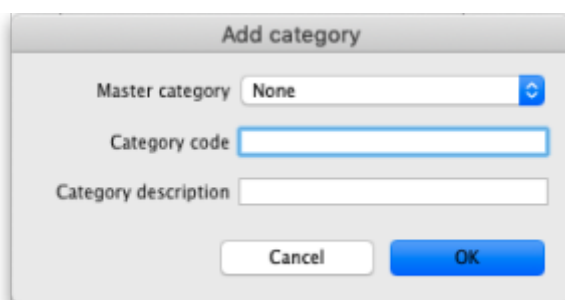 Add category
Master category None
Category code
Category description
Cancel OK